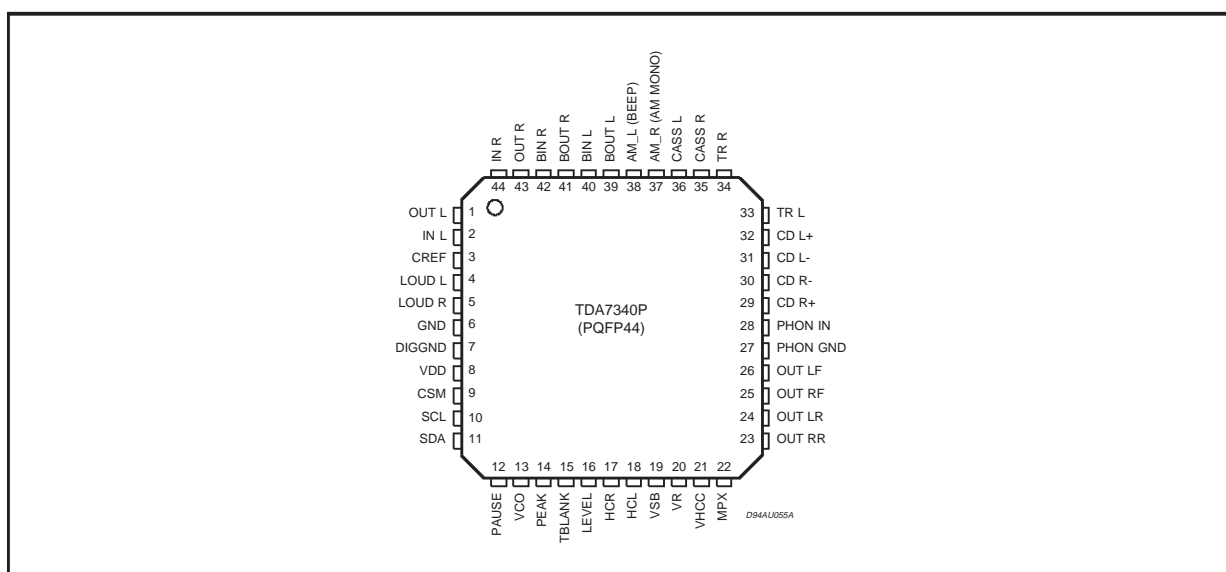 IN R
OUT R
BIN R
BOUT R
BIN L
BOUT L
AM_L (BEEP)
AM_R (AM MONO)
CASS L
CASS R
TR R
44 43 42 41 40 39 38 37 36 35 34
OUT L 1
IN L 2
CREF 3
LOUD L 4
LOUD R 5
GND 6
DIGGND 7
VDD 8
CSM 9
SCL 10
SDA 11
TDA7340P
(PQFP44)
33 TR L
32 CD L+
31 CD L-
30 CD R-
29 CD R+
28 PHON IN
27 PHON GND
26 OUT LF
25 OUT RF
24 OUT LR
23 OUT RR
12 13 14 15 16 17 18 19 20 21 22
PAUSE
VCO
PEAK
TBLANK
LEVEL
HCR
HCL
VSB
VR
VHCC
MPX
D94AU055A